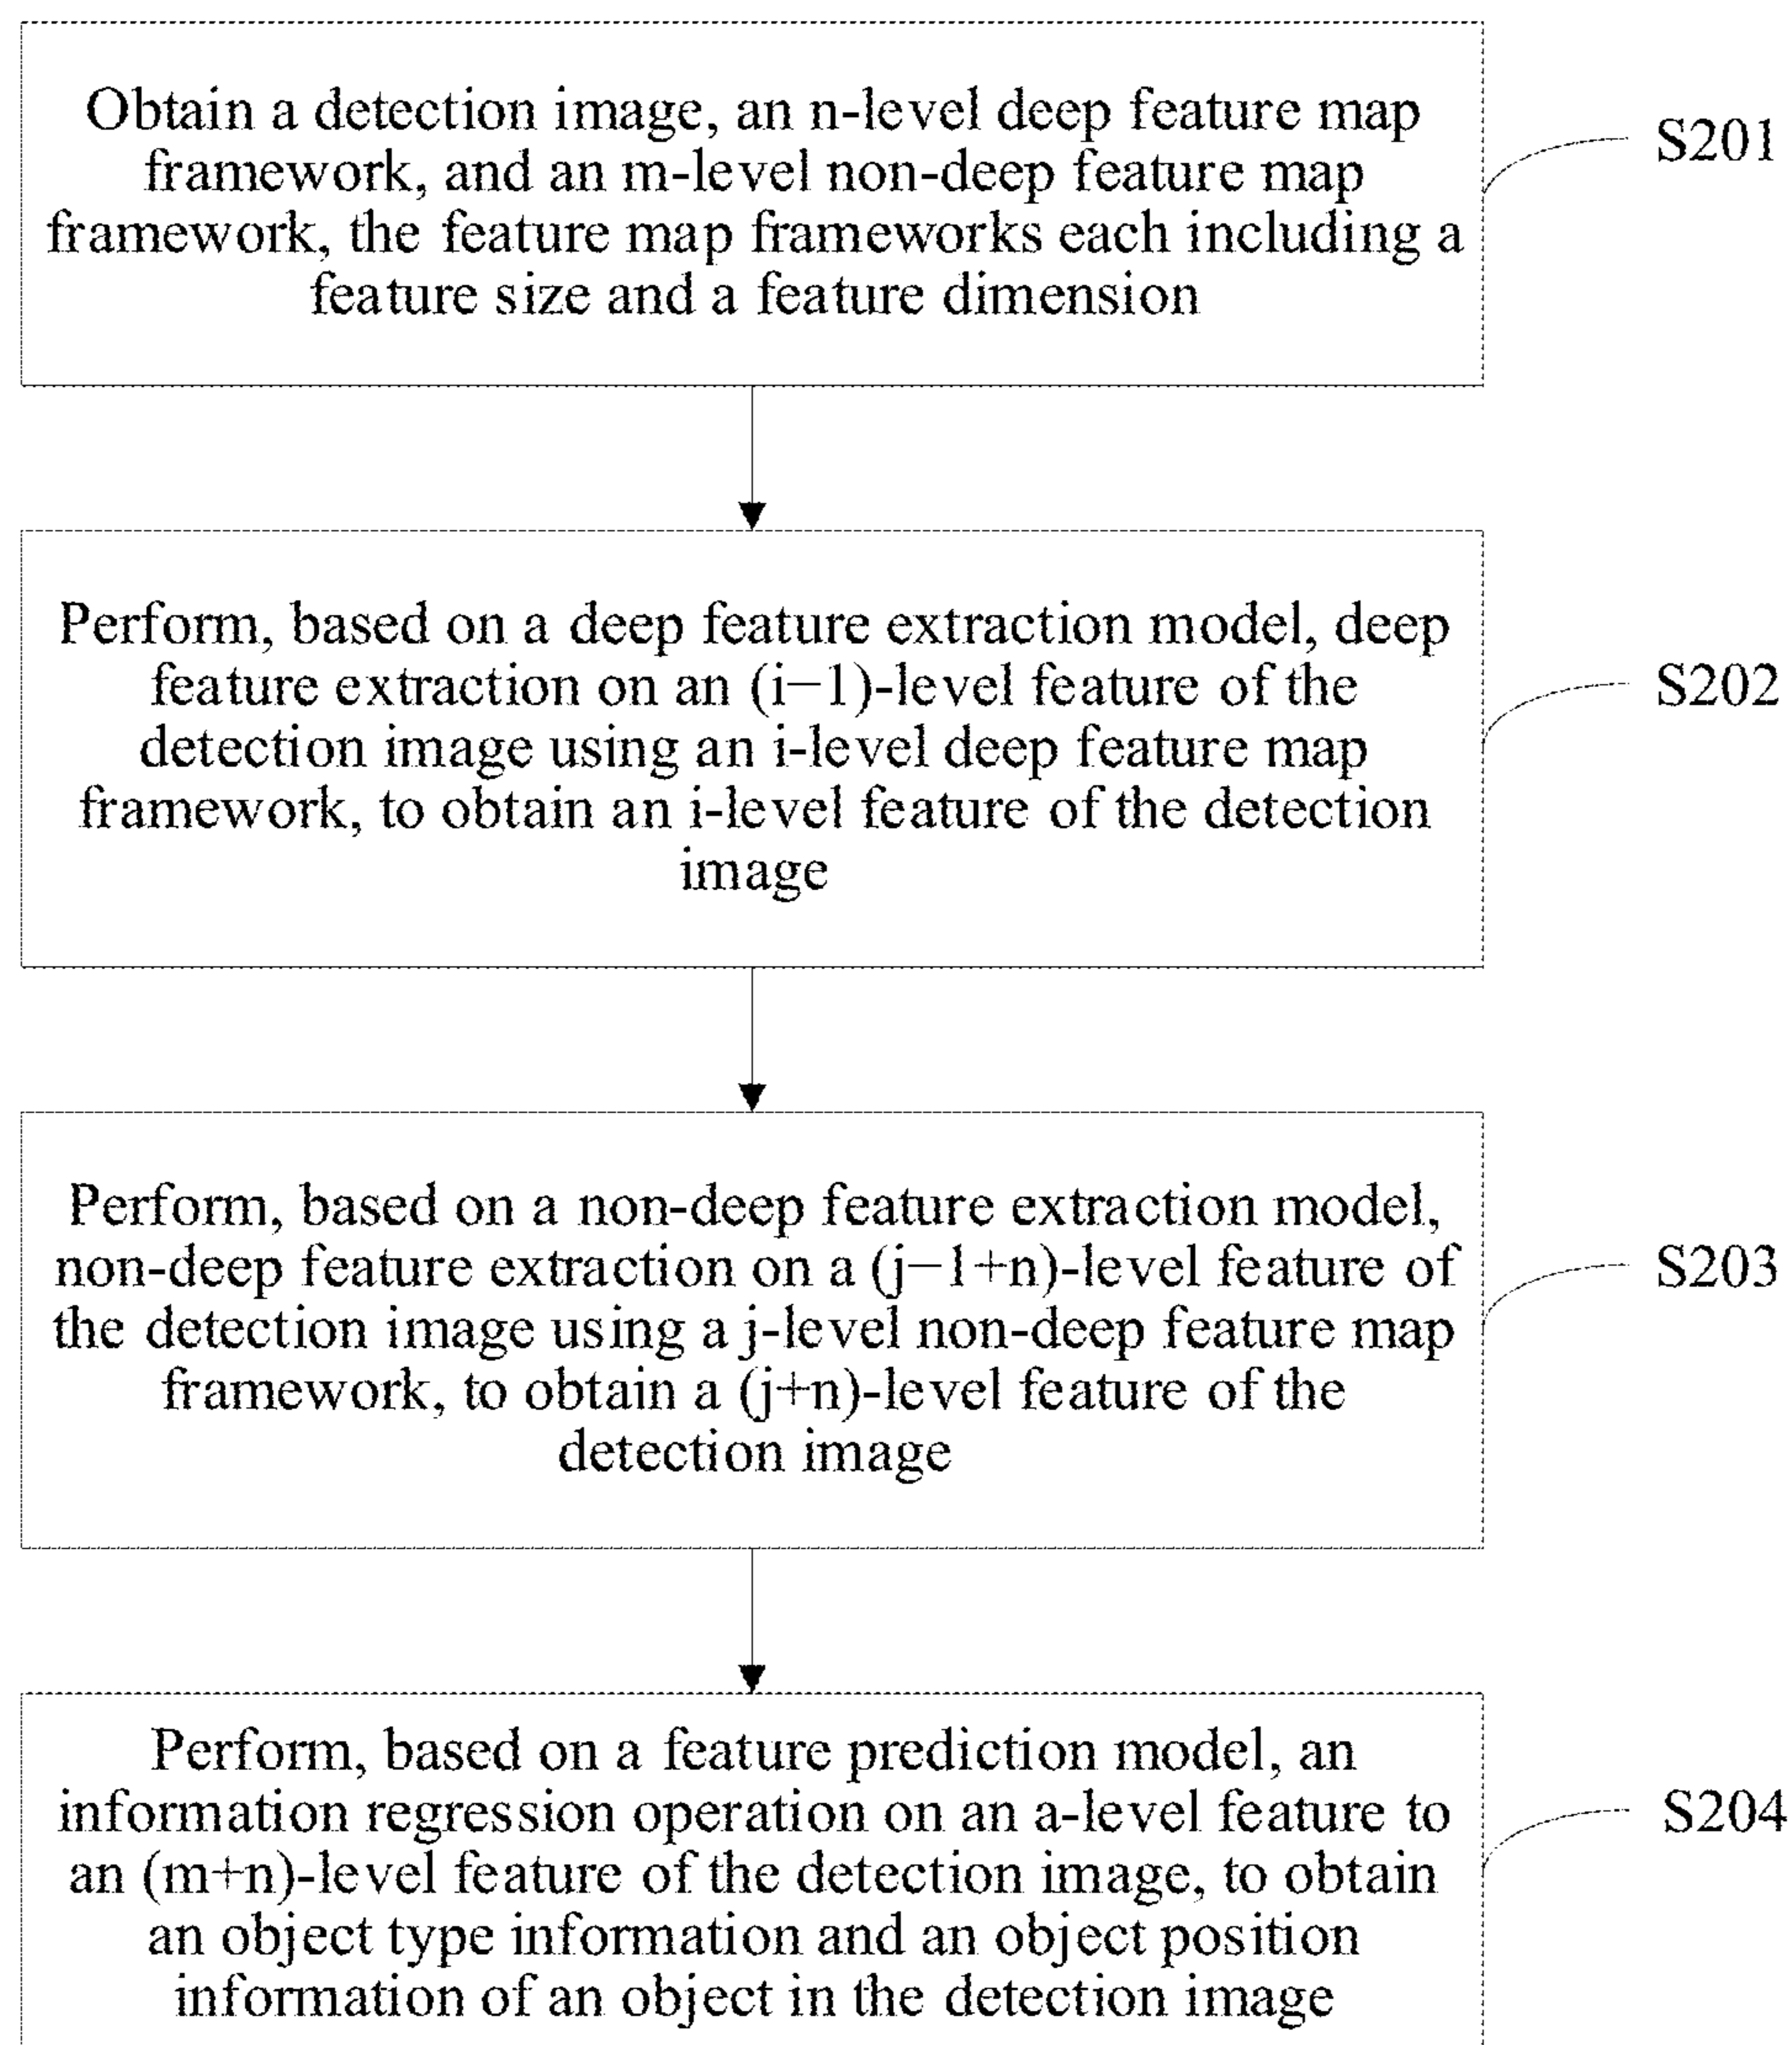 Obtain a detection image, an n-level deep feature map
framework, and an m-level non-deep feature map
framework, the feature map frameworks each including a
feature size and a feature dimension
S201
Perform, based on a deep feature extraction model, deep
feature extraction on an (i−1)-level feature of the
detection image using an i-level deep feature map
framework, to obtain an i-level feature of the detection
image
S202
Perform, based on a non-deep feature extraction model,
non-deep feature extraction on a (j−1+n)-level feature of
the detection image using a j-level non-deep feature map
framework, to obtain a (j+n)-level feature of the
detection image
S203
Perform, based on a feature prediction model, an
information regression operation on an a-level feature to
an (m+n)-level feature of the detection image, to obtain
an object type information and an object position
information of an object in the detection image
S204